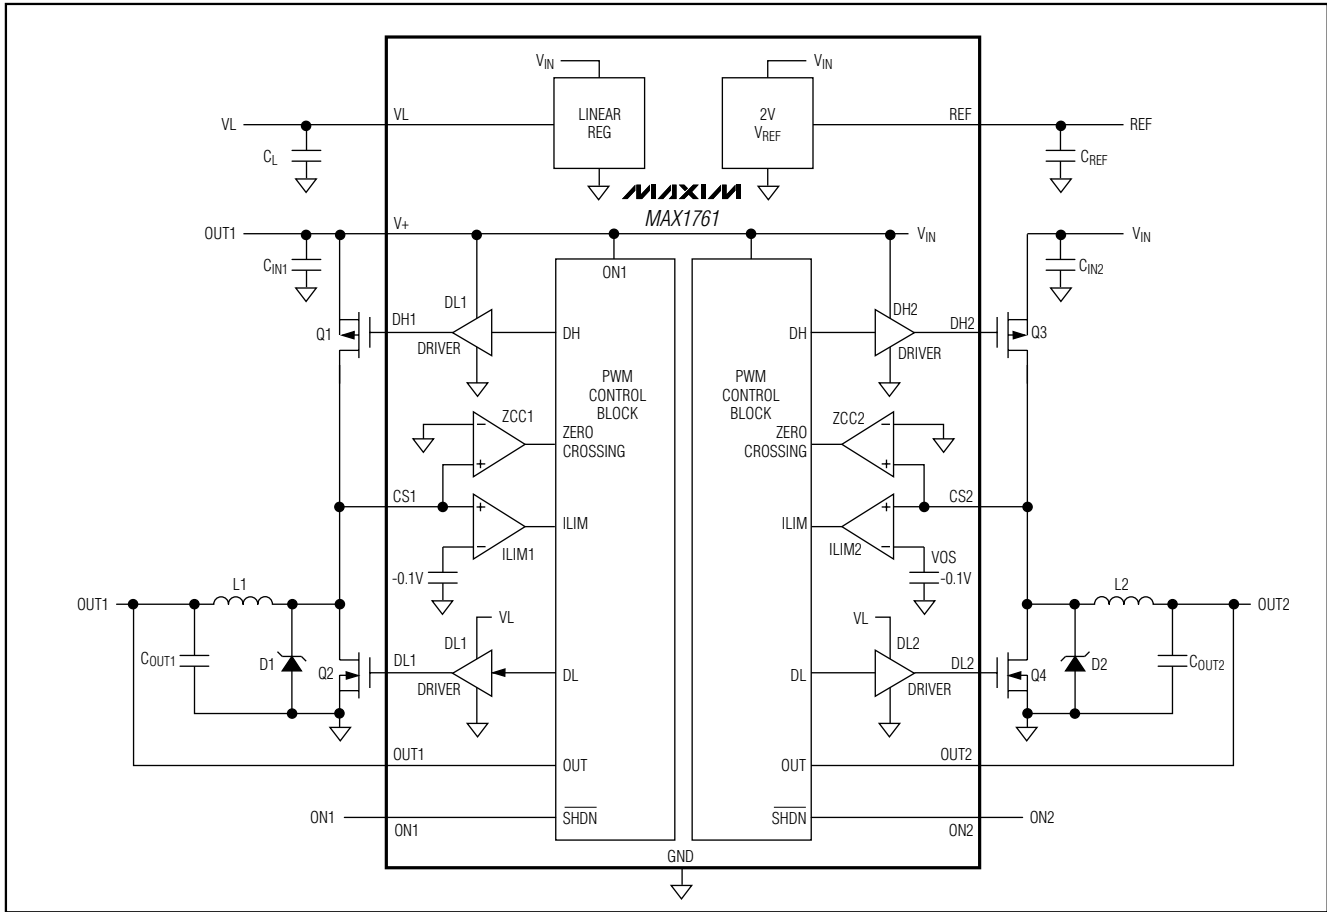 VIN
VIN
LINEAR
REG
2V
VREF
VL
VL
REF
REF
CL
CREF
MAXIM
MAX1761
OUT1
V+
VIN
VIN
CIN1
CIN2
ON1
DL1
DH2
Q1
DH1
DRIVER
DH
DH
DRIVER
DH2
Q3
PWM
CONTROL
BLOCK
PWM
CONTROL
BLOCK
ZCC1
ZERO
CROSSING
ZCC2
ZERO
CROSSING
−
+
−
+
CS1
CS2
+
−
ILIM
ILIM1
ILIM
ILIM2
+
−
-0.1V
VOS
-0.1V
L1
L2
OUT1
OUT2
VL
VL
COUT1
D1
Q2
DL1
DL1
DRIVER
DL
DL
DL2
DRIVER
DL2
Q4
D2
COUT2
OUT1
OUT
OUT
OUT2
ON1
ON1
SHDN
SHDN
ON2
ON2
GND